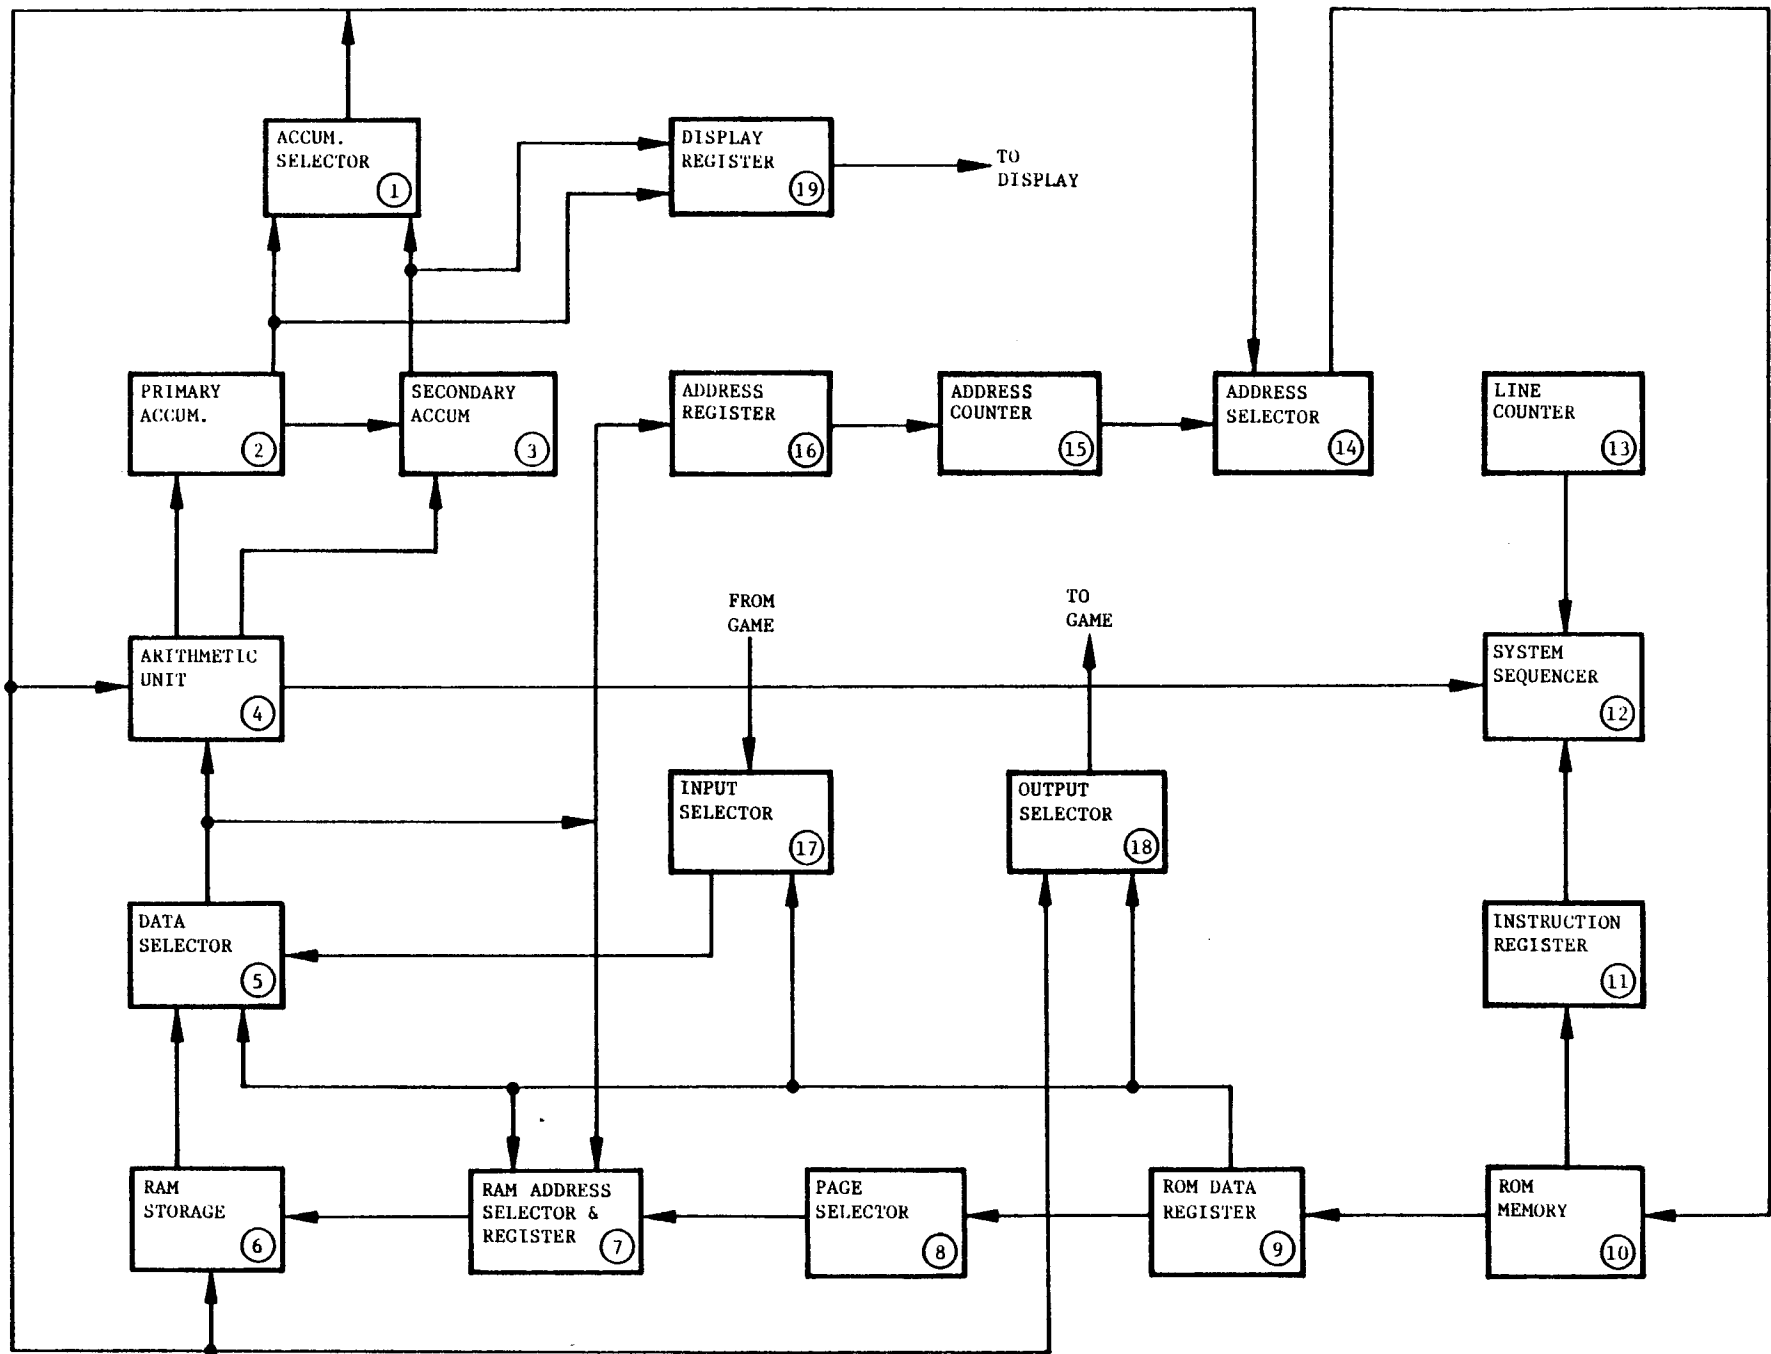 ACCUM.
SELECTOR
1
DISPLAY
REGISTER
19
TO
DISPLAY
PRIMARY
ACCUM.
2
SECONDARY
ACCUM
3
ADDRESS
REGISTER
16
ADDRESS
COUNTER
15
ADDRESS
SELECTOR
14
LINE
COUNTER
13
FROM
GAME
TO
GAME
ARITHMETIC
UNIT
4
SYSTEM
SEQUENCER
12
INPUT
SELECTOR
17
OUTPUT
SELECTOR
18
DATA
SELECTOR
5
INSTRUCTION
REGISTER
11
RAM
STORAGE
6
RAM ADDRESS
SELECTOR &
REGISTER
7
PAGE
SELECTOR
8
ROM DATA
REGISTER
9
ROM
MEMORY
10